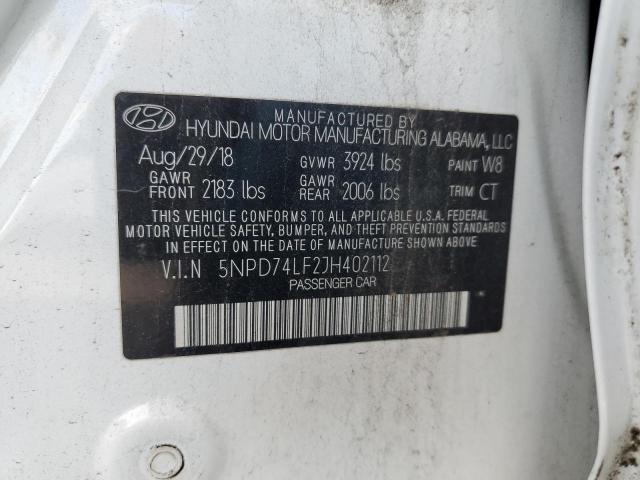 MANUFACTURED BY
HYUNDAI MOTOR MANUFACTURING ALABAMA, LLC
Aug/29/18 GVWR 3924 lbs PAINT W8
GAWR FRONT 2183 lbs GAWR REAR 2006 lbs TRIM CT
THIS VEHICLE CONFORMS TO ALL APPLICABLE U.S.A. FEDERAL
MOTOR VEHICLE SAFETY, BUMPER, AND THEFT PREVENTION STANDARDS
IN EFFECT ON THE DATE OF MANUFACTURE SHOWN ABOVE.
V.I.N 5NPD74LF2JH402112
PASSENGER CAR